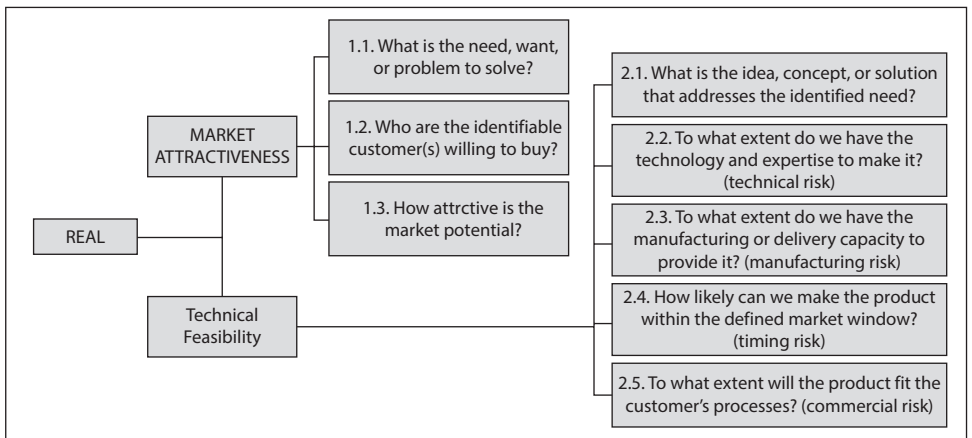 REAL
MARKET
ATTRACTIVENESS
1.1. What is the need, want,
or problem to solve?
1.2. Who are the identifiable
customer(s) willing to buy?
1.3. How attrctive is the
market potential?
Technical
Feasibility
2.1. What is the idea, concept, or solution
that addresses the identified need?
2.2. To what extent do we have the
technology and expertise to make it?
(technical risk)
2.3. To what extent do we have the
manufacturing or delivery capacity to
provide it? (manufacturing risk)
2.4. How likely can we make the product
within the defined market window?
(timing risk)
2.5. To what extent will the product fit the
customer's processes? (commercial risk)